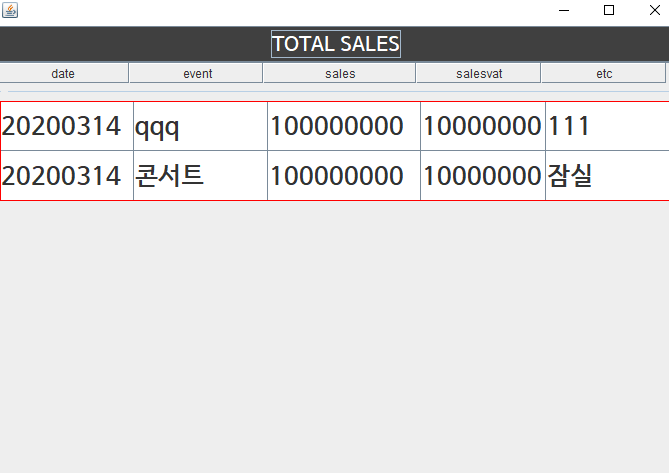 TOTAL SALES
date event sales salesvat etc
20200314 qqq 100000000 10000000 111
20200314 콘서트 100000000 10000000 잠실